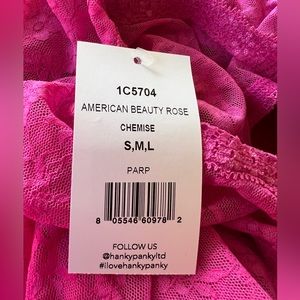 1C5704
AMERICAN BEAUTY ROSE
CHEMISE
S,M,L
PARP
8 05546 60978 2
FOLLOW US
@hankypankyltd
#ilovehankypanky